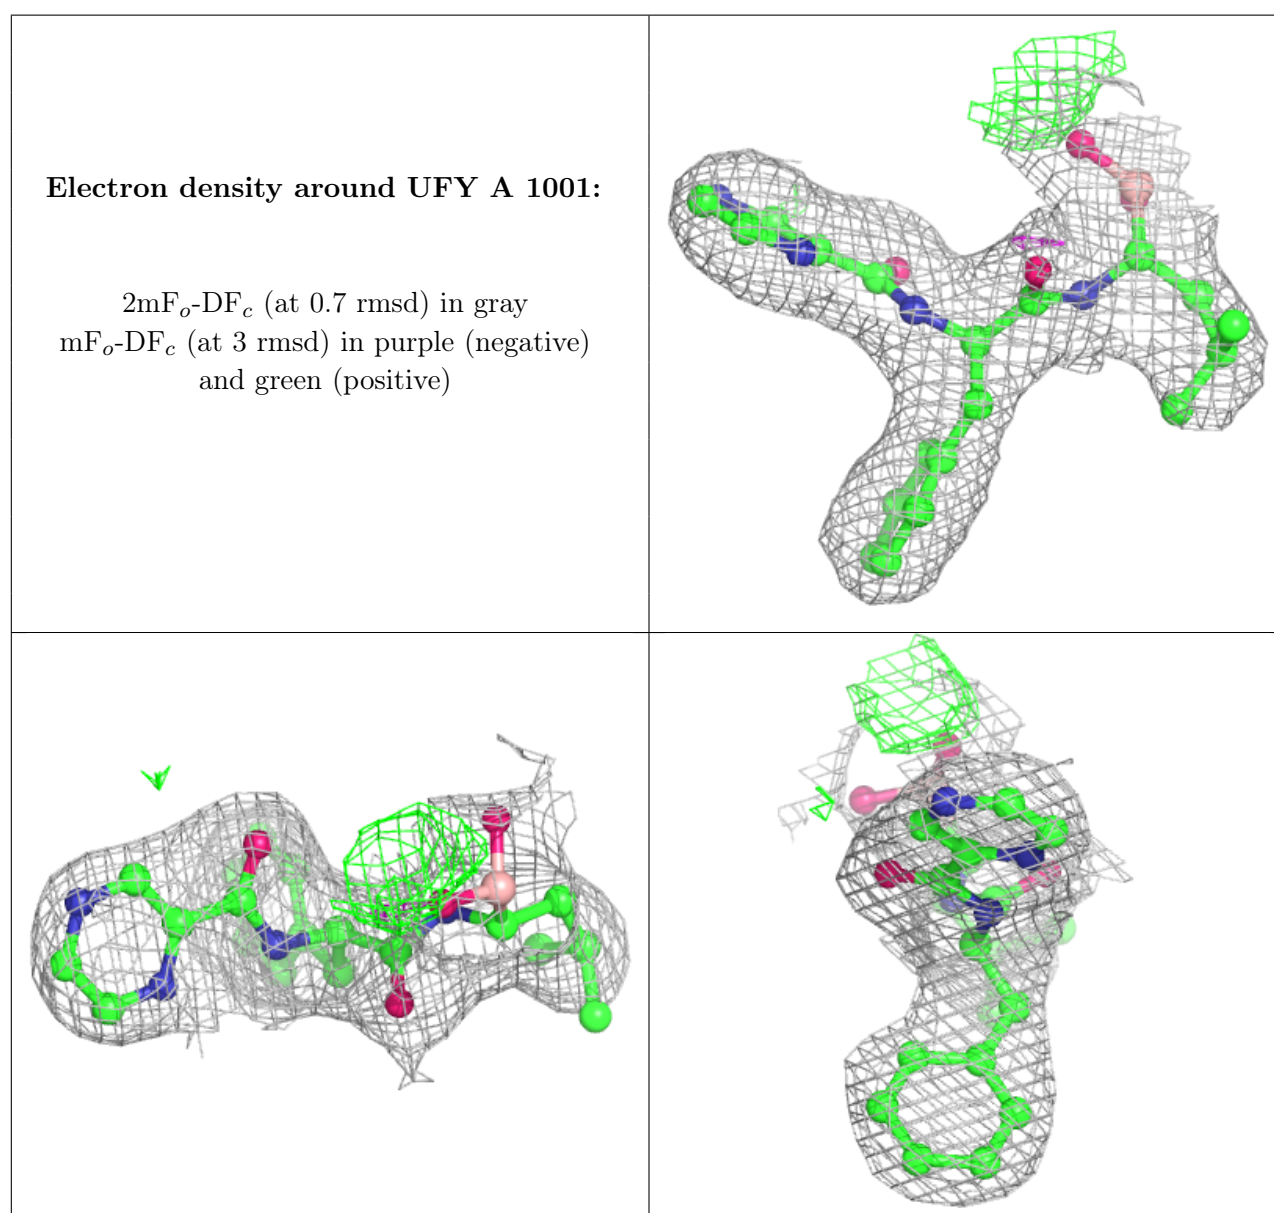 Electron density around UFY A 1001:
2mFₒ-DF𝒸 (at 0.7 rmsd) in gray
mFₒ-DF𝒸 (at 3 rmsd) in purple (negative)
and green (positive)